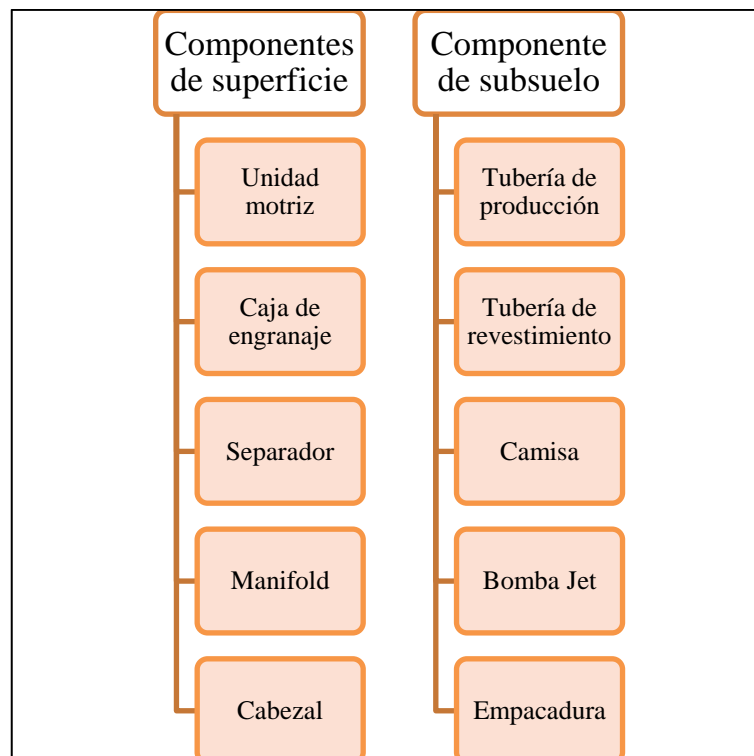 Componentes
de superficie
Unidad
motriz
Caja de
engranaje
Separador
Manifold
Cabezal
Componente
de subsuelo
Tubería de
producción
Tubería de
revestimiento
Camisa
Bomba Jet
Empacadura